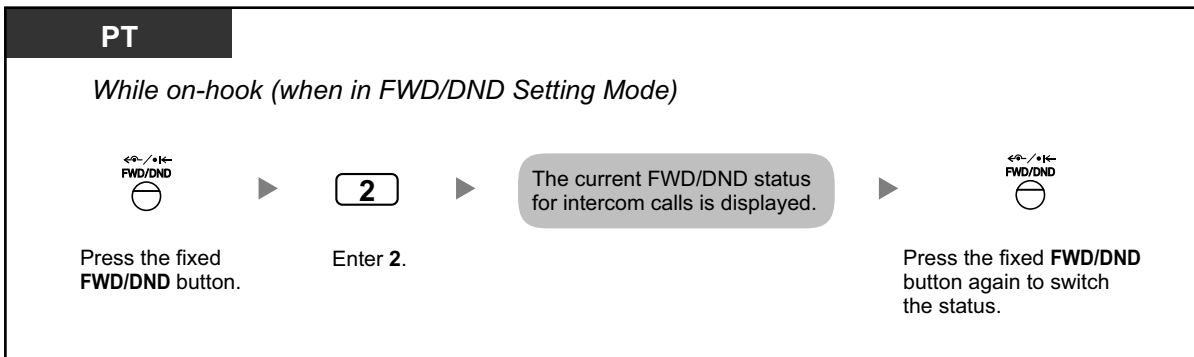 PT
While on-hook (when in FWD/DND Setting Mode)
FWD/DND
2
The current FWD/DND status
for intercom calls is displayed.
FWD/DND
Press the fixed
FWD/DND button.
Enter 2.
Press the fixed FWD/DND
button again to switch
the status.